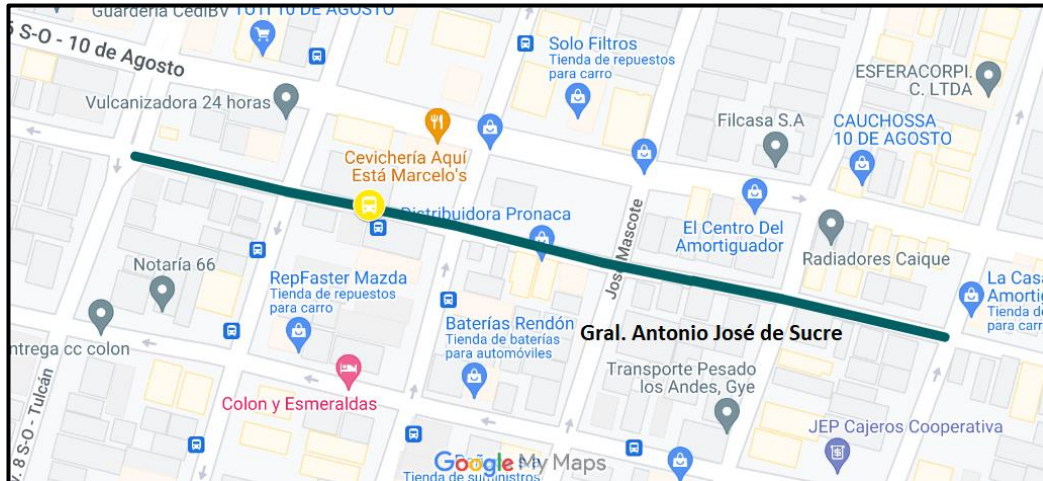 Guardería CediBV
TUTI 10 DE AGOSTO
5 S-O - 10 de Agosto
Solo Filtros
Tienda de repuestos
para carro
ESFERACORPI.
C. LTDA
Vulcanizadora 24 horas
Filcasa S.A
CAUCHOSSA
10 DE AGOSTO
Cevichería Aquí
Está Marcelo's
Distribuidora Pronaca
José Mascote
El Centro Del
Amortiguador
Radiadores Caique
Notaría 66
RepFaster Mazda
Tienda de repuestos
para carro
La Casa
Amortig
Tienda de
para carr
Baterías Rendón
Tienda de baterías
para automóviles
Gral. Antonio José de Sucre
ntrega cc colon
Transporte Pesado
los Andes, Gye
v. 8 S-O - Tulcán
Colon y Esmeraldas
JEP Cajeros Cooperativa
Google My Maps
Tienda de suministros